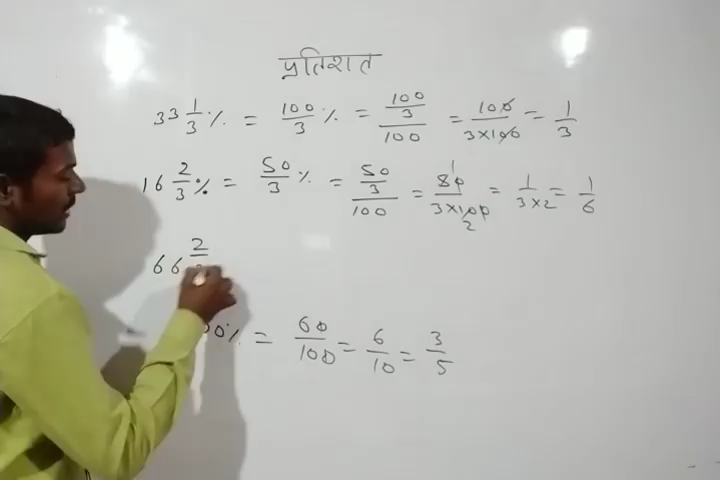 प्रतिशत
33 1/3 % = 100/3 % = (100/3)/100 = 100/(3×100) = 1/3
16 2/3 % = 50/3 % = (50/3)/100 = 50/(3×100) = 1/(3×2) = 1/6
66 2/
0% = 60/100 = 6/10 = 3/5